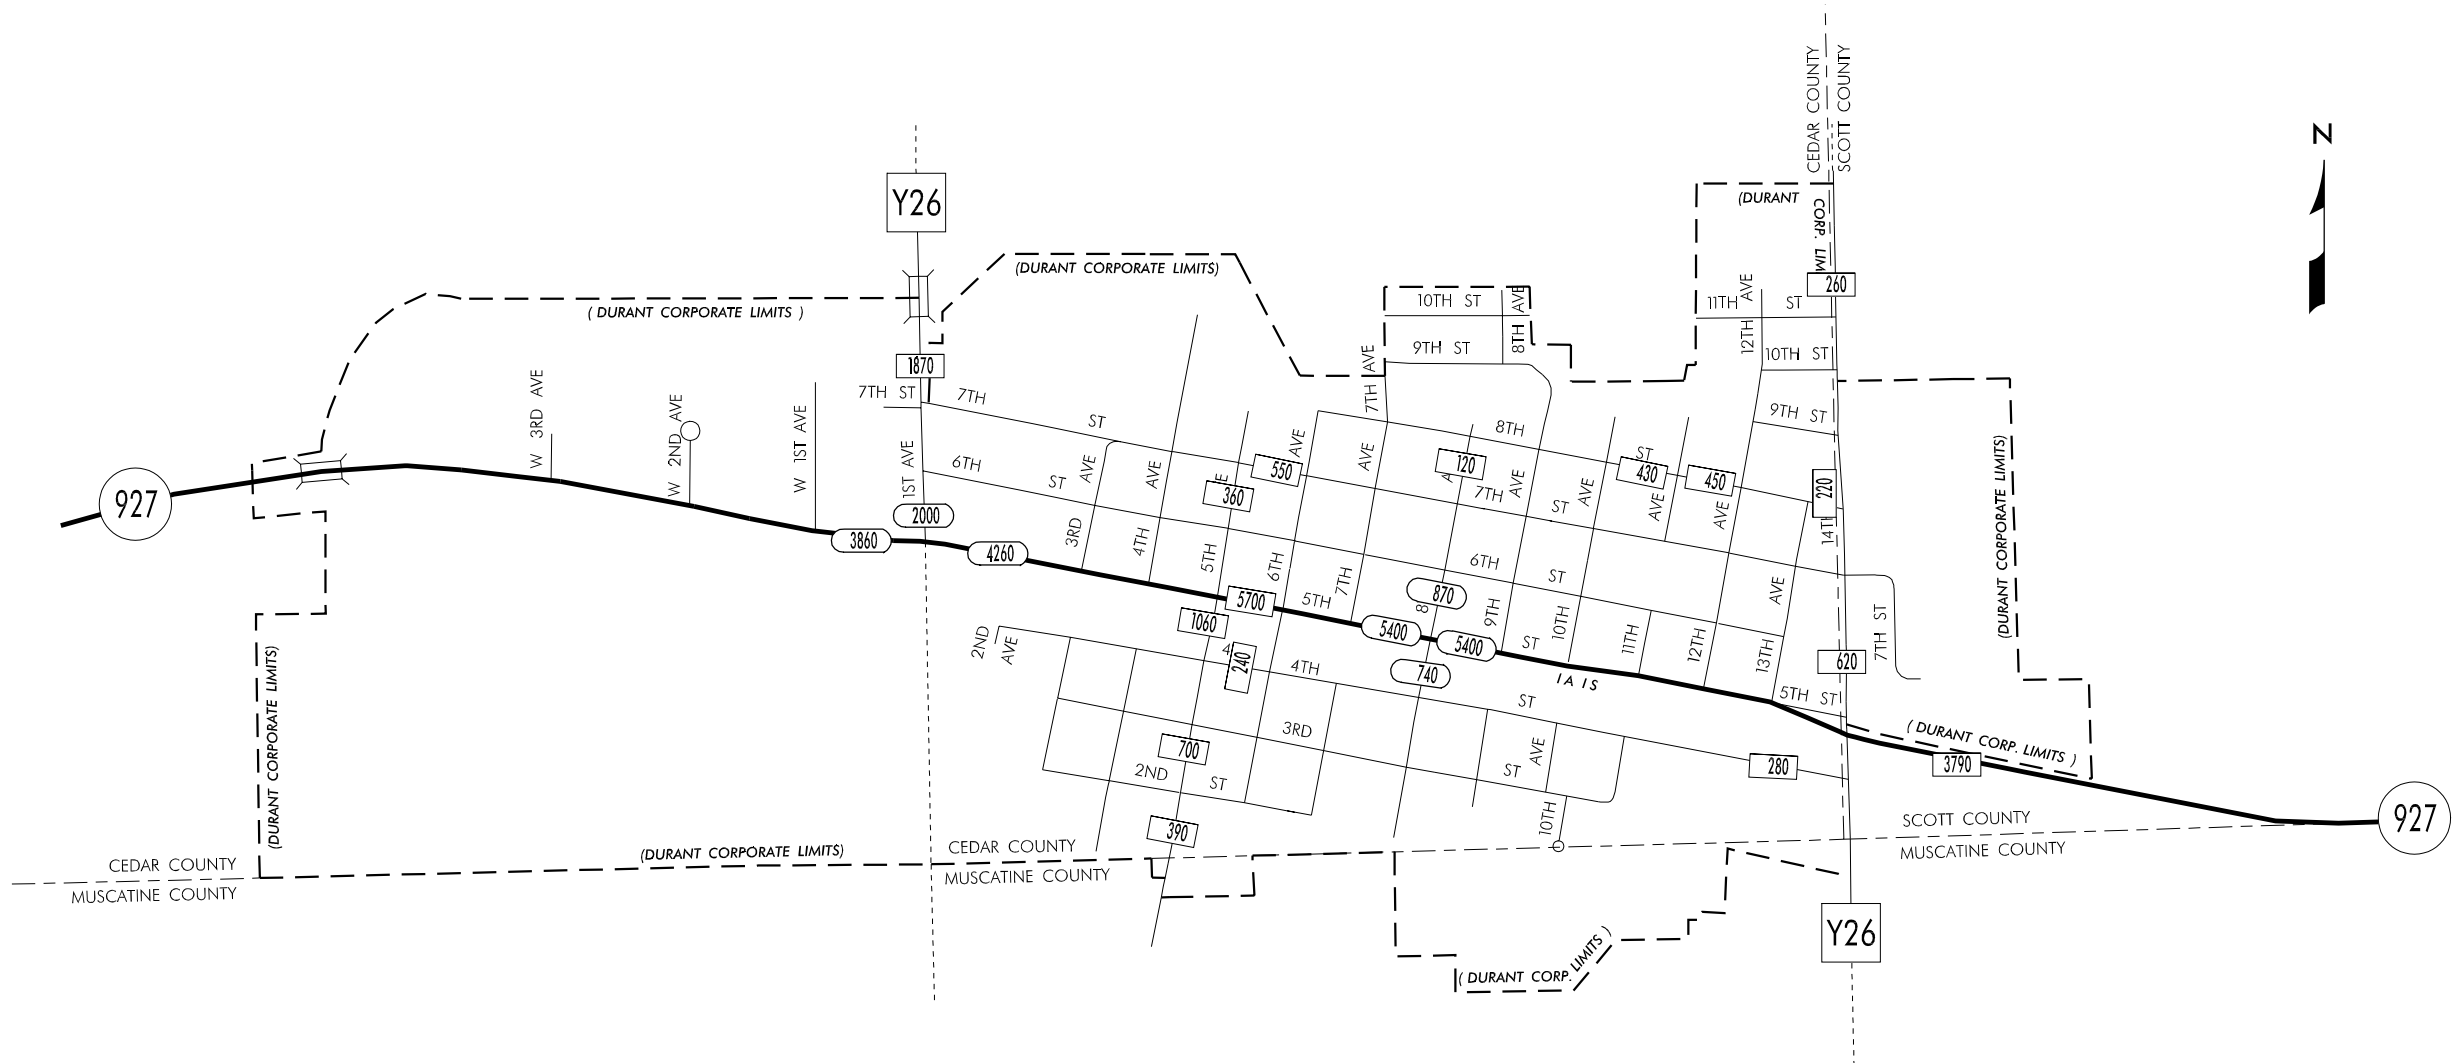 CEDAR COUNTY
SCOTT COUNTY
N
Y26
(DURANT
CORP. LIM
(DURANT CORPORATE LIMITS)
( DURANT CORPORATE LIMITS )
260
10TH ST
8TH AVE
11TH ST
12TH AVE
9TH ST
10TH ST
7TH AVE
1870
7TH ST
7TH
ST
W 3RD AVE
W 2ND AVE
W 1ST AVE
1ST AVE
9TH ST
8TH
ST
6TH
ST
AVE
AVE
AVE
AVE
550
120
430
450
220
360
7TH
ST
AVE
AVE
AVE
AVE
927
2000
14TH
3860
4260
3RD
4TH
5TH
6TH
7TH
6TH
ST
AVE
870
8
5700
5TH
9TH
10TH
11TH
12TH
13TH
7TH ST
(DURANT CORPORATE LIMITS)
1060
5400
5400
ST
2ND
AVE
4
240
4TH
740
IAIS
620
5TH ST
(DURANT CORPORATE LIMITS)
ST
3RD
700
AVE
2ND
ST
ST
280
( DURANT CORP. LIMITS )
3790
390
10TH
927
SCOTT COUNTY
MUSCATINE COUNTY
CEDAR COUNTY
MUSCATINE COUNTY
(DURANT CORPORATE LIMITS)
CEDAR COUNTY
MUSCATINE COUNTY
Y26
( DURANT CORP. LIMITS )